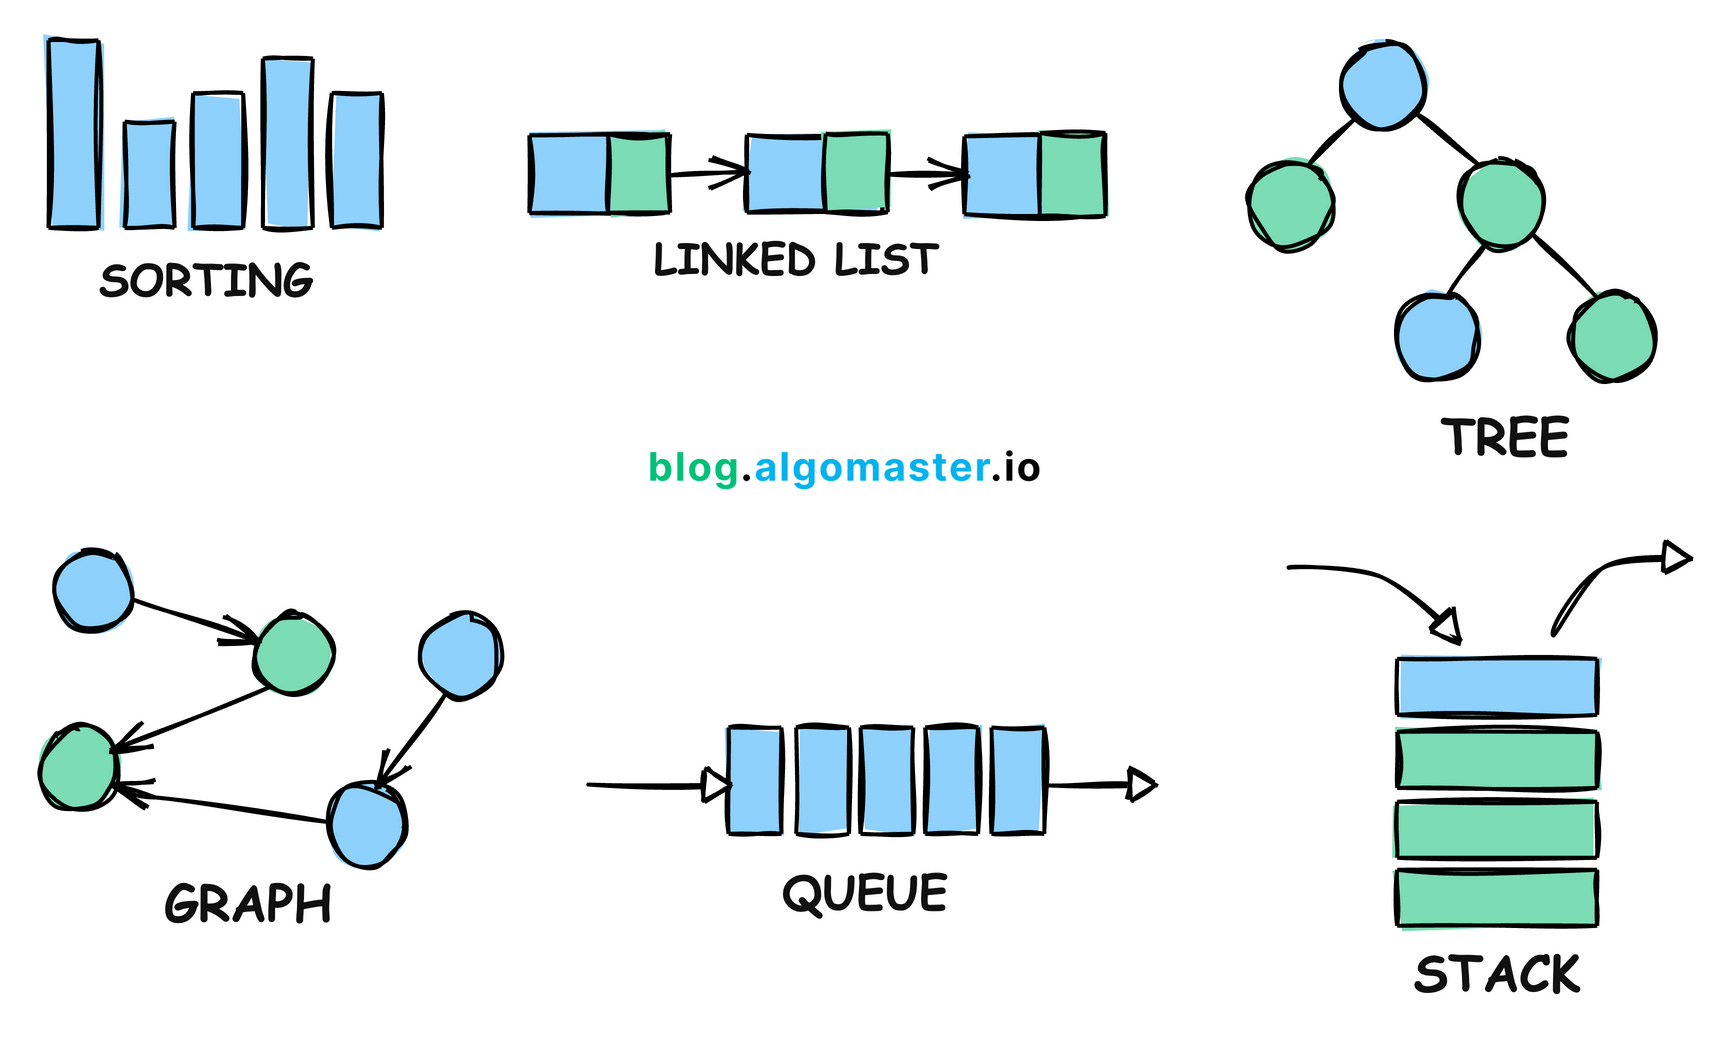 SORTING
LINKED LIST
TREE
blog.algomaster.io
GRAPH
QUEUE
STACK